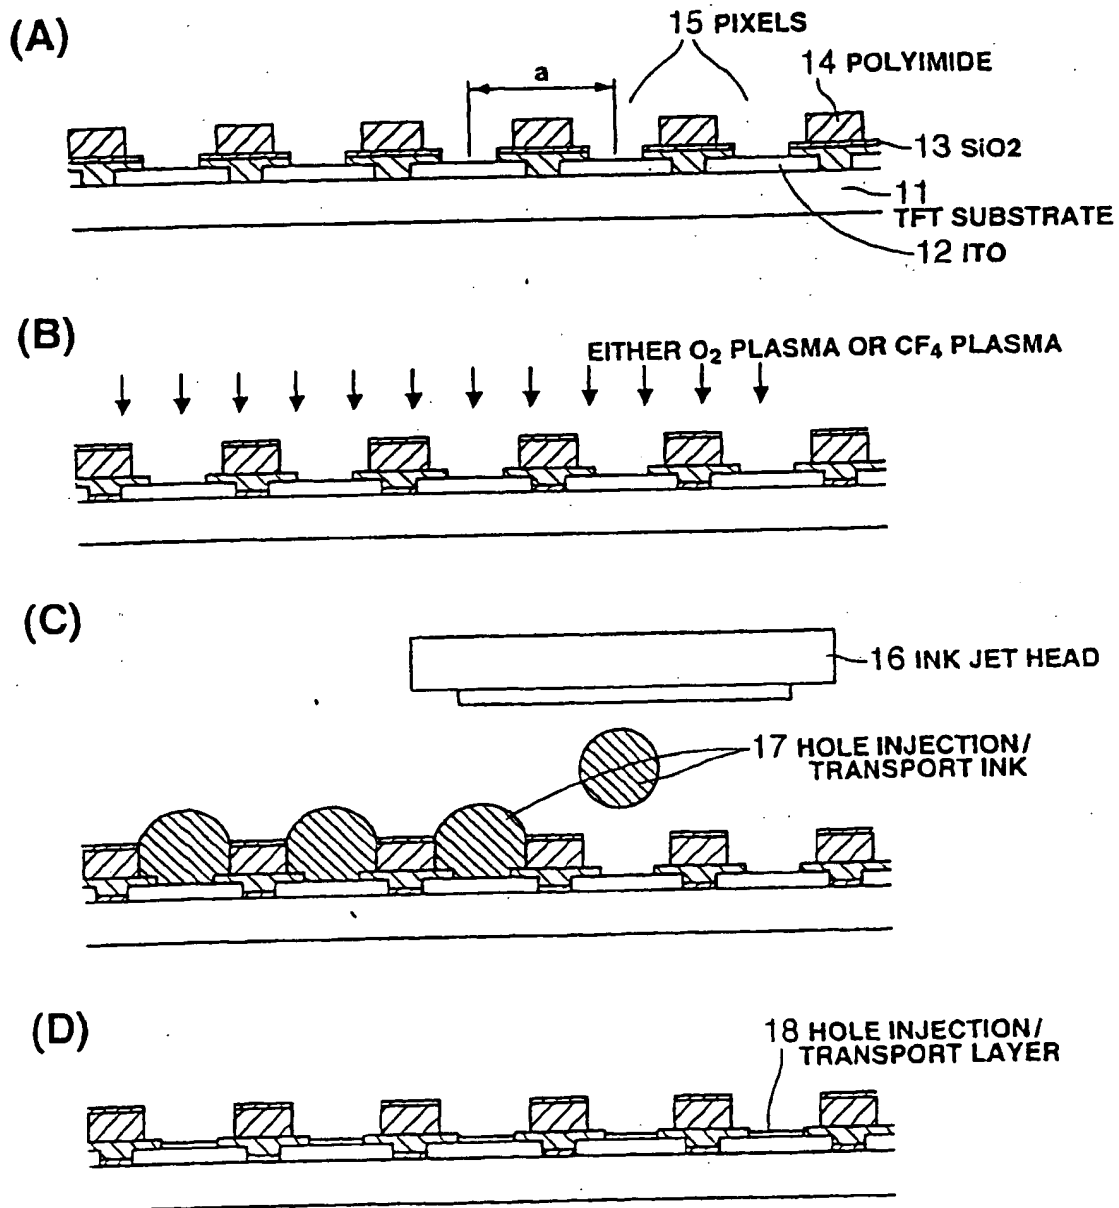 (A)
15 PIXELS
14 POLYIMIDE
a
13 SiO2
11
TFT SUBSTRATE
12 ITO
(B)
EITHER O2 PLASMA OR CF4 PLASMA
(C)
16 INK JET HEAD
17 HOLE INJECTION/
TRANSPORT INK
(D)
18 HOLE INJECTION/
TRANSPORT LAYER